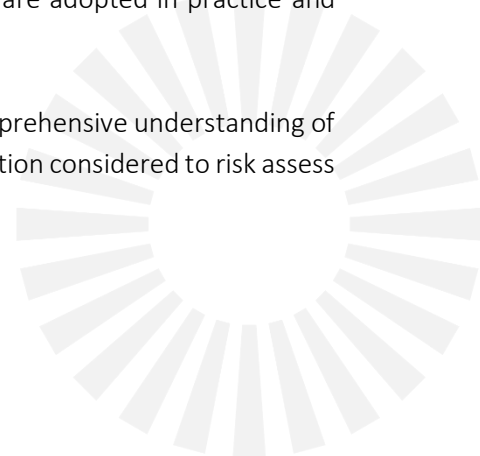 are adopted in practice and
prehensive understanding of
tion considered to risk assess